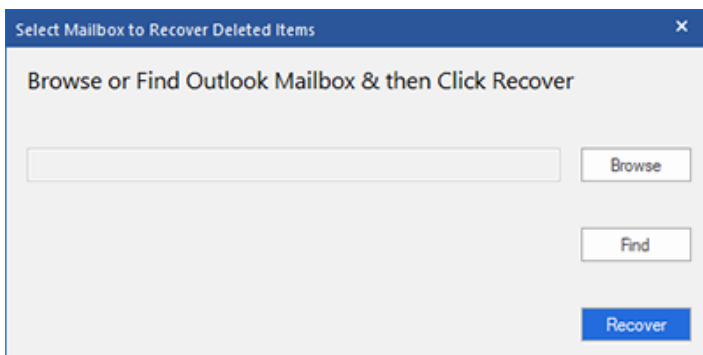 Select Mailbox to Recover Deleted Items
Browse or Find Outlook Mailbox & then Click Recover
Browse
Find
Recover